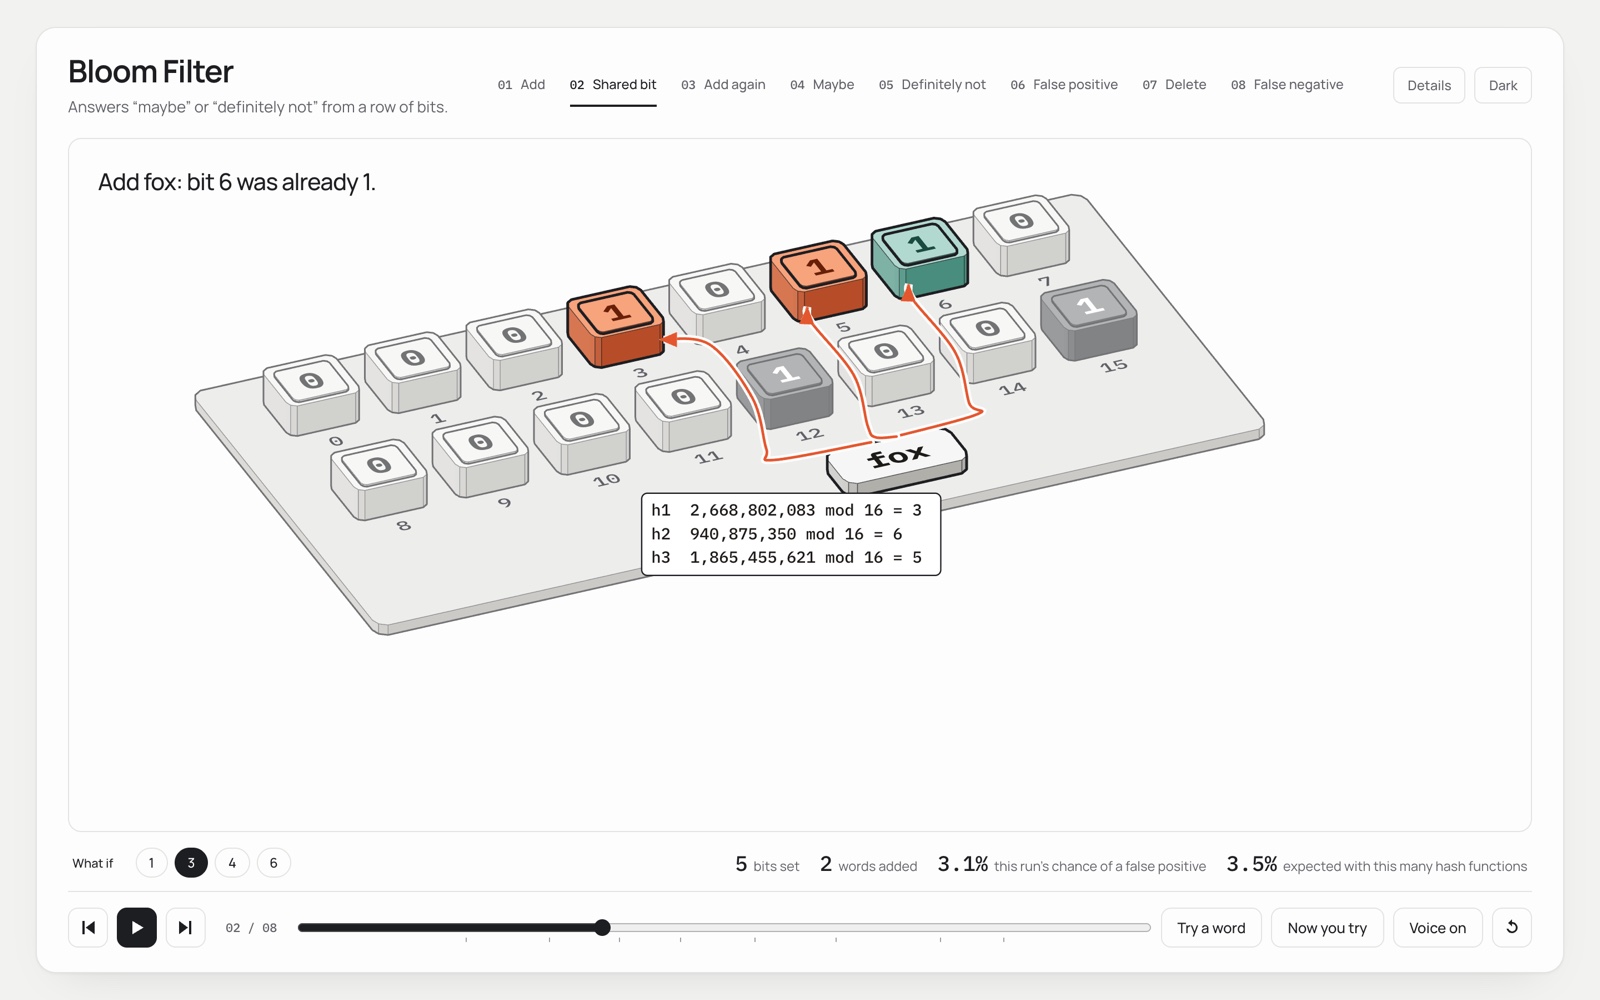 Bloom Filter
Answers “maybe” or “definitely not” from a row of bits.
01 Add
02 Shared bit
03 Add again
04 Maybe
05 Definitely not
06 False positive
07 Delete
08 False negative
Details
Dark
Add fox: bit 6 was already 1.
0
0
0
1
0
1
1
0
0
1
2
3
4
5
6
7
0
0
0
0
1
0
0
1
8
9
10
11
12
13
14
15
fox
h1 2,668,802,083 mod 16 = 3
h2 940,875,350 mod 16 = 6
h3 1,865,455,621 mod 16 = 5
What if 1 3 4 6
5 bits set
2 words added
3.1% this run's chance of a false positive
3.5% expected with this many hash functions
02 / 08
Try a word
Now you try
Voice on